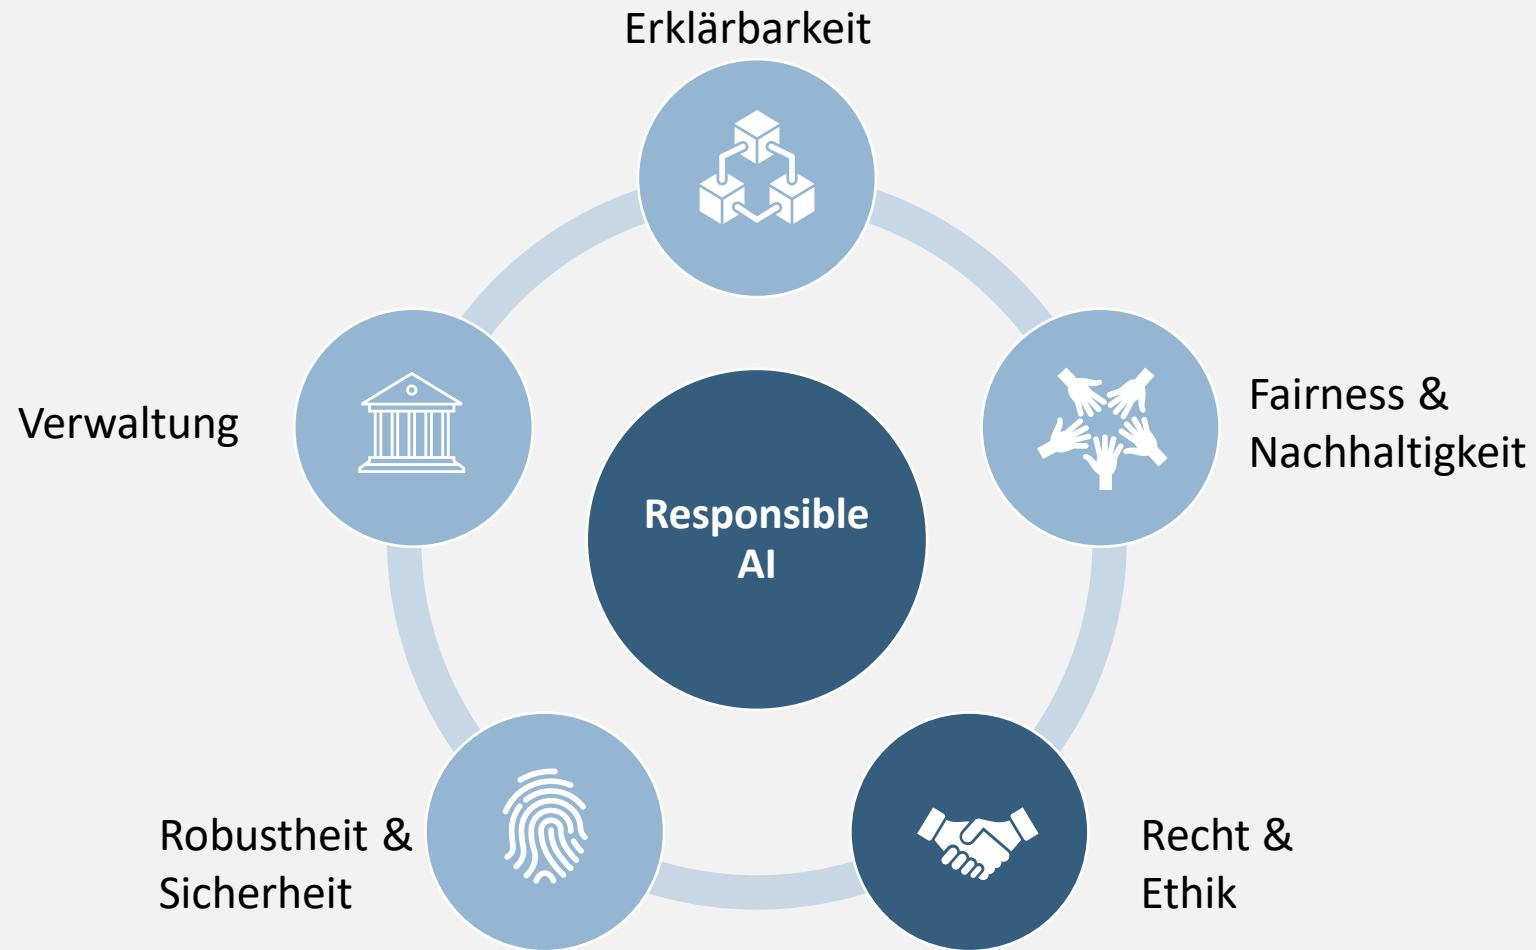 Erklärbarkeit
Fairness &
Nachhaltigkeit
Verwaltung
Responsible
AI
Robustheit &
Sicherheit
Recht &
Ethik